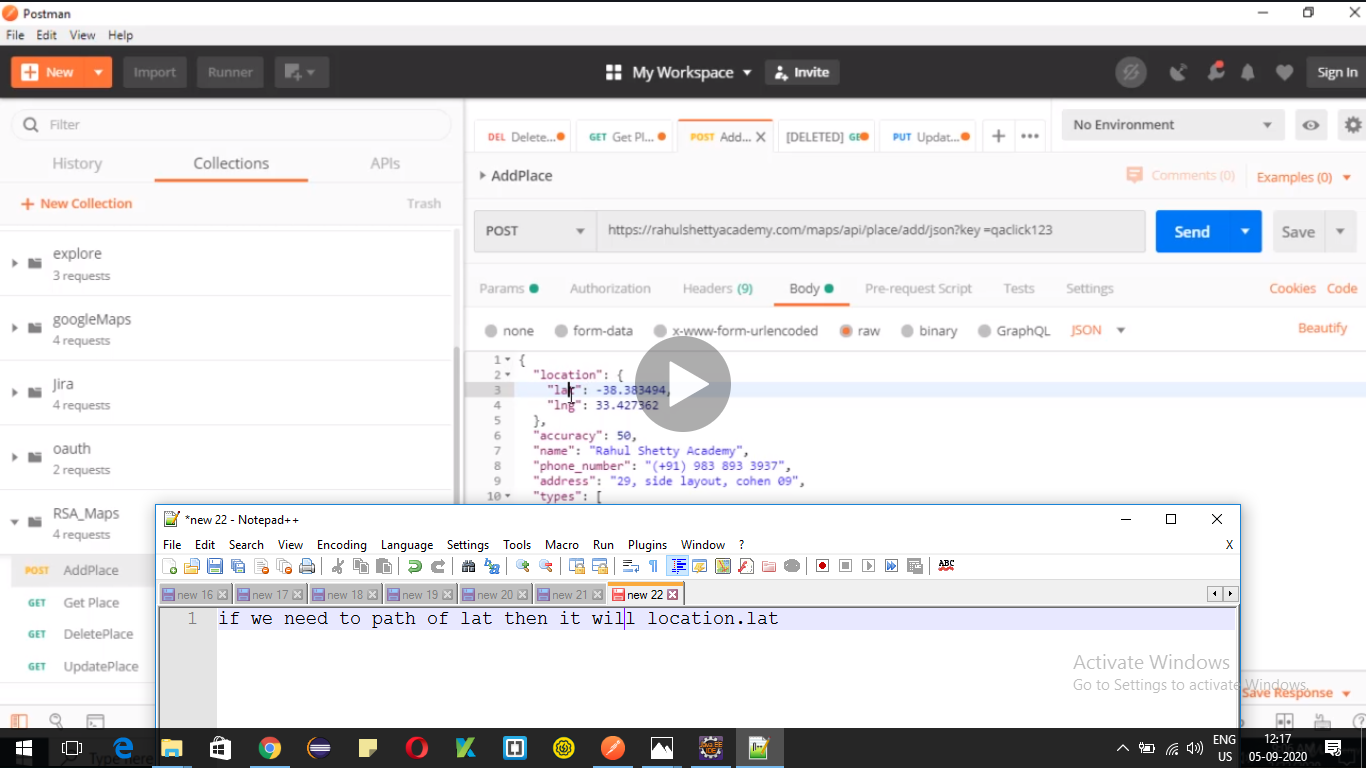 Postman
File Edit View Help
New Import Runner My Workspace Invite Sign In
Filter
History Collections APIs
New Collection Trash
explore
3 requests
googleMaps
4 requests
Jira
4 requests
oauth
2 requests
RSA_Maps
4 requests
POST AddPlace
GET Get Place
GET DeletePlace
GET UpdatePlace
DEL Delete... GET Get Pl... POST Add... [DELETED] GE PUT Updat... No Environment
AddPlace Comments (0) Examples (0)
POST https://rahulshettyacademy.com/maps/api/place/add/json?key =qaclick123 Send Save
Params Authorization Headers (9) Body Pre-request Script Tests Settings Cookies Code
none form-data x-www-form-urlencoded raw binary GraphQL JSON Beautify
1 {
2 "location": {
3 "lat": -38.383494,
4 "lng": 33.427362
5 },
6 "accuracy": 50,
7 "name": "Rahul Shetty Academy",
8 "phone_number": "(+91) 983 893 3937",
9 "address": "29, side layout, cohen 09",
10 "types": [
*new 22 - Notepad++
File Edit Search View Encoding Language Settings Tools Macro Run Plugins Window ? X
ABC
new 16 new 17 new 18 new 19 new 20 new 21 new 22
1 if we need to path of lat then it will location.lat
Activate Windows
Go to Settings to activate Windows.
Save Response
Type here
ENG 12:17
US 05-09-2020